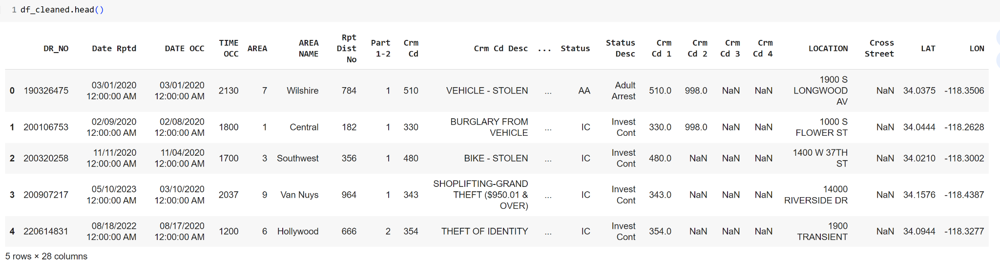 1 df_cleaned.head()
DR_NO Date Rptd DATE OCC TIME OCC AREA AREA NAME Rpt Dist No Part 1-2 Crm Cd Crm Cd Desc ... Status Status Desc Crm Cd 1 Crm Cd 2 Crm Cd 3 Crm Cd 4 LOCATION Cross Street LAT LON
0 190326475 03/01/2020 12:00:00 AM 03/01/2020 12:00:00 AM 2130 7 Wilshire 784 1 510 VEHICLE - STOLEN ... AA Adult Arrest 510.0 998.0 NaN NaN 1900 S LONGWOOD AV NaN 34.0375 -118.3506
1 200106753 02/09/2020 12:00:00 AM 02/08/2020 12:00:00 AM 1800 1 Central 182 1 330 BURGLARY FROM VEHICLE ... IC Invest Cont 330.0 998.0 NaN NaN 1000 S FLOWER ST NaN 34.0444 -118.2628
2 200320258 11/11/2020 12:00:00 AM 11/04/2020 12:00:00 AM 1700 3 Southwest 356 1 480 BIKE - STOLEN ... IC Invest Cont 480.0 NaN NaN NaN 1400 W 37TH ST NaN 34.0210 -118.3002
3 200907217 05/10/2023 12:00:00 AM 03/10/2020 12:00:00 AM 2037 9 Van Nuys 964 1 343 SHOPLIFTING-GRAND THEFT ($950.01 & OVER) ... IC Invest Cont 343.0 NaN NaN NaN 14000 RIVERSIDE DR NaN 34.1576 -118.4387
4 220614831 08/18/2022 12:00:00 AM 08/17/2020 12:00:00 AM 1200 6 Hollywood 666 2 354 THEFT OF IDENTITY ... IC Invest Cont 354.0 NaN NaN NaN 1900 TRANSIENT NaN 34.0944 -118.3277
5 rows × 28 columns